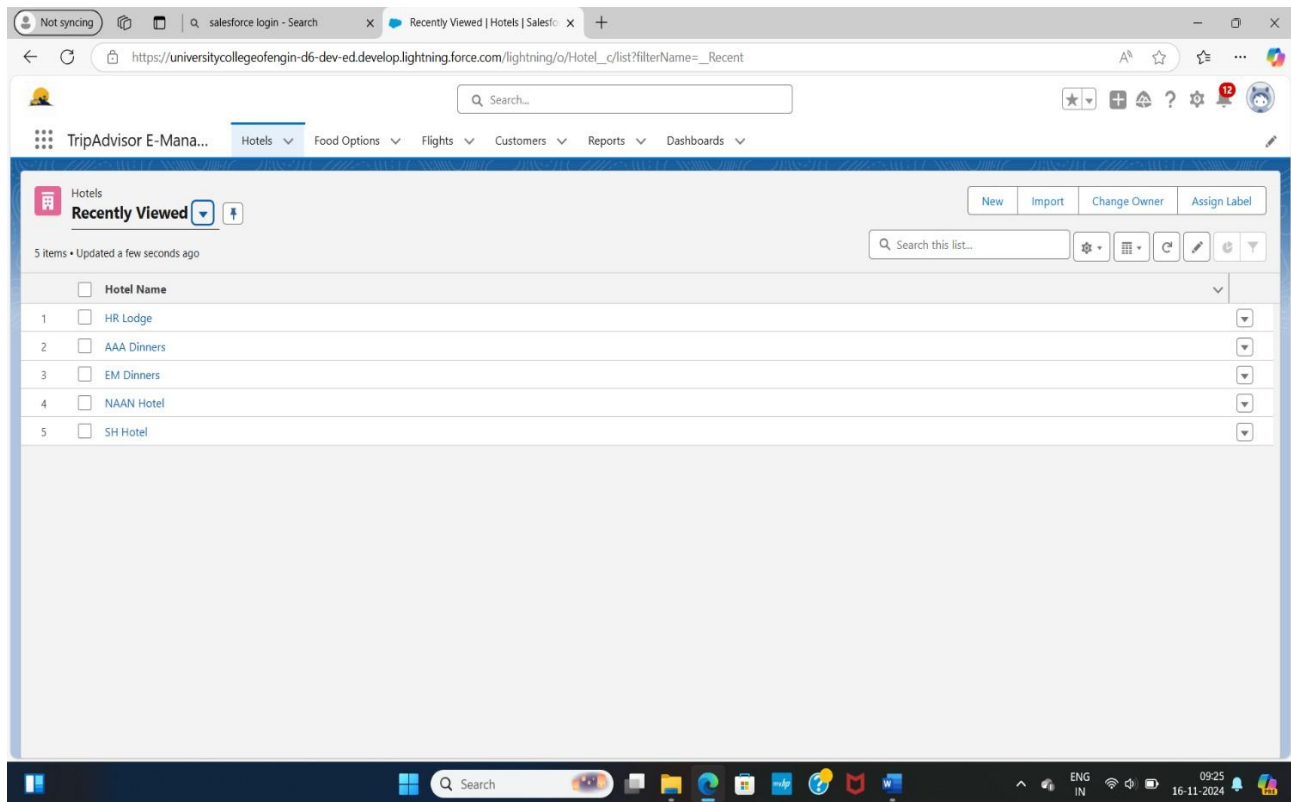 Not syncing
salesforce login - Search
Recently Viewed | Hotels | Salesfo
https://universitycollegeofengin-d6-dev-ed.develop.lightning.force.com/lightning/o/Hotel__c/list?filterName=__Recent
Search...
12
TripAdvisor E-Mana...
Hotels
Food Options
Flights
Customers
Reports
Dashboards
Hotels
Recently Viewed
New
Import
Change Owner
Assign Label
5 items • Updated a few seconds ago
Search this list...
Hotel Name
1 HR Lodge
2 AAA Dinners
3 EM Dinners
4 NAAN Hotel
5 SH Hotel
Search
ENG
IN
09:25
16-11-2024